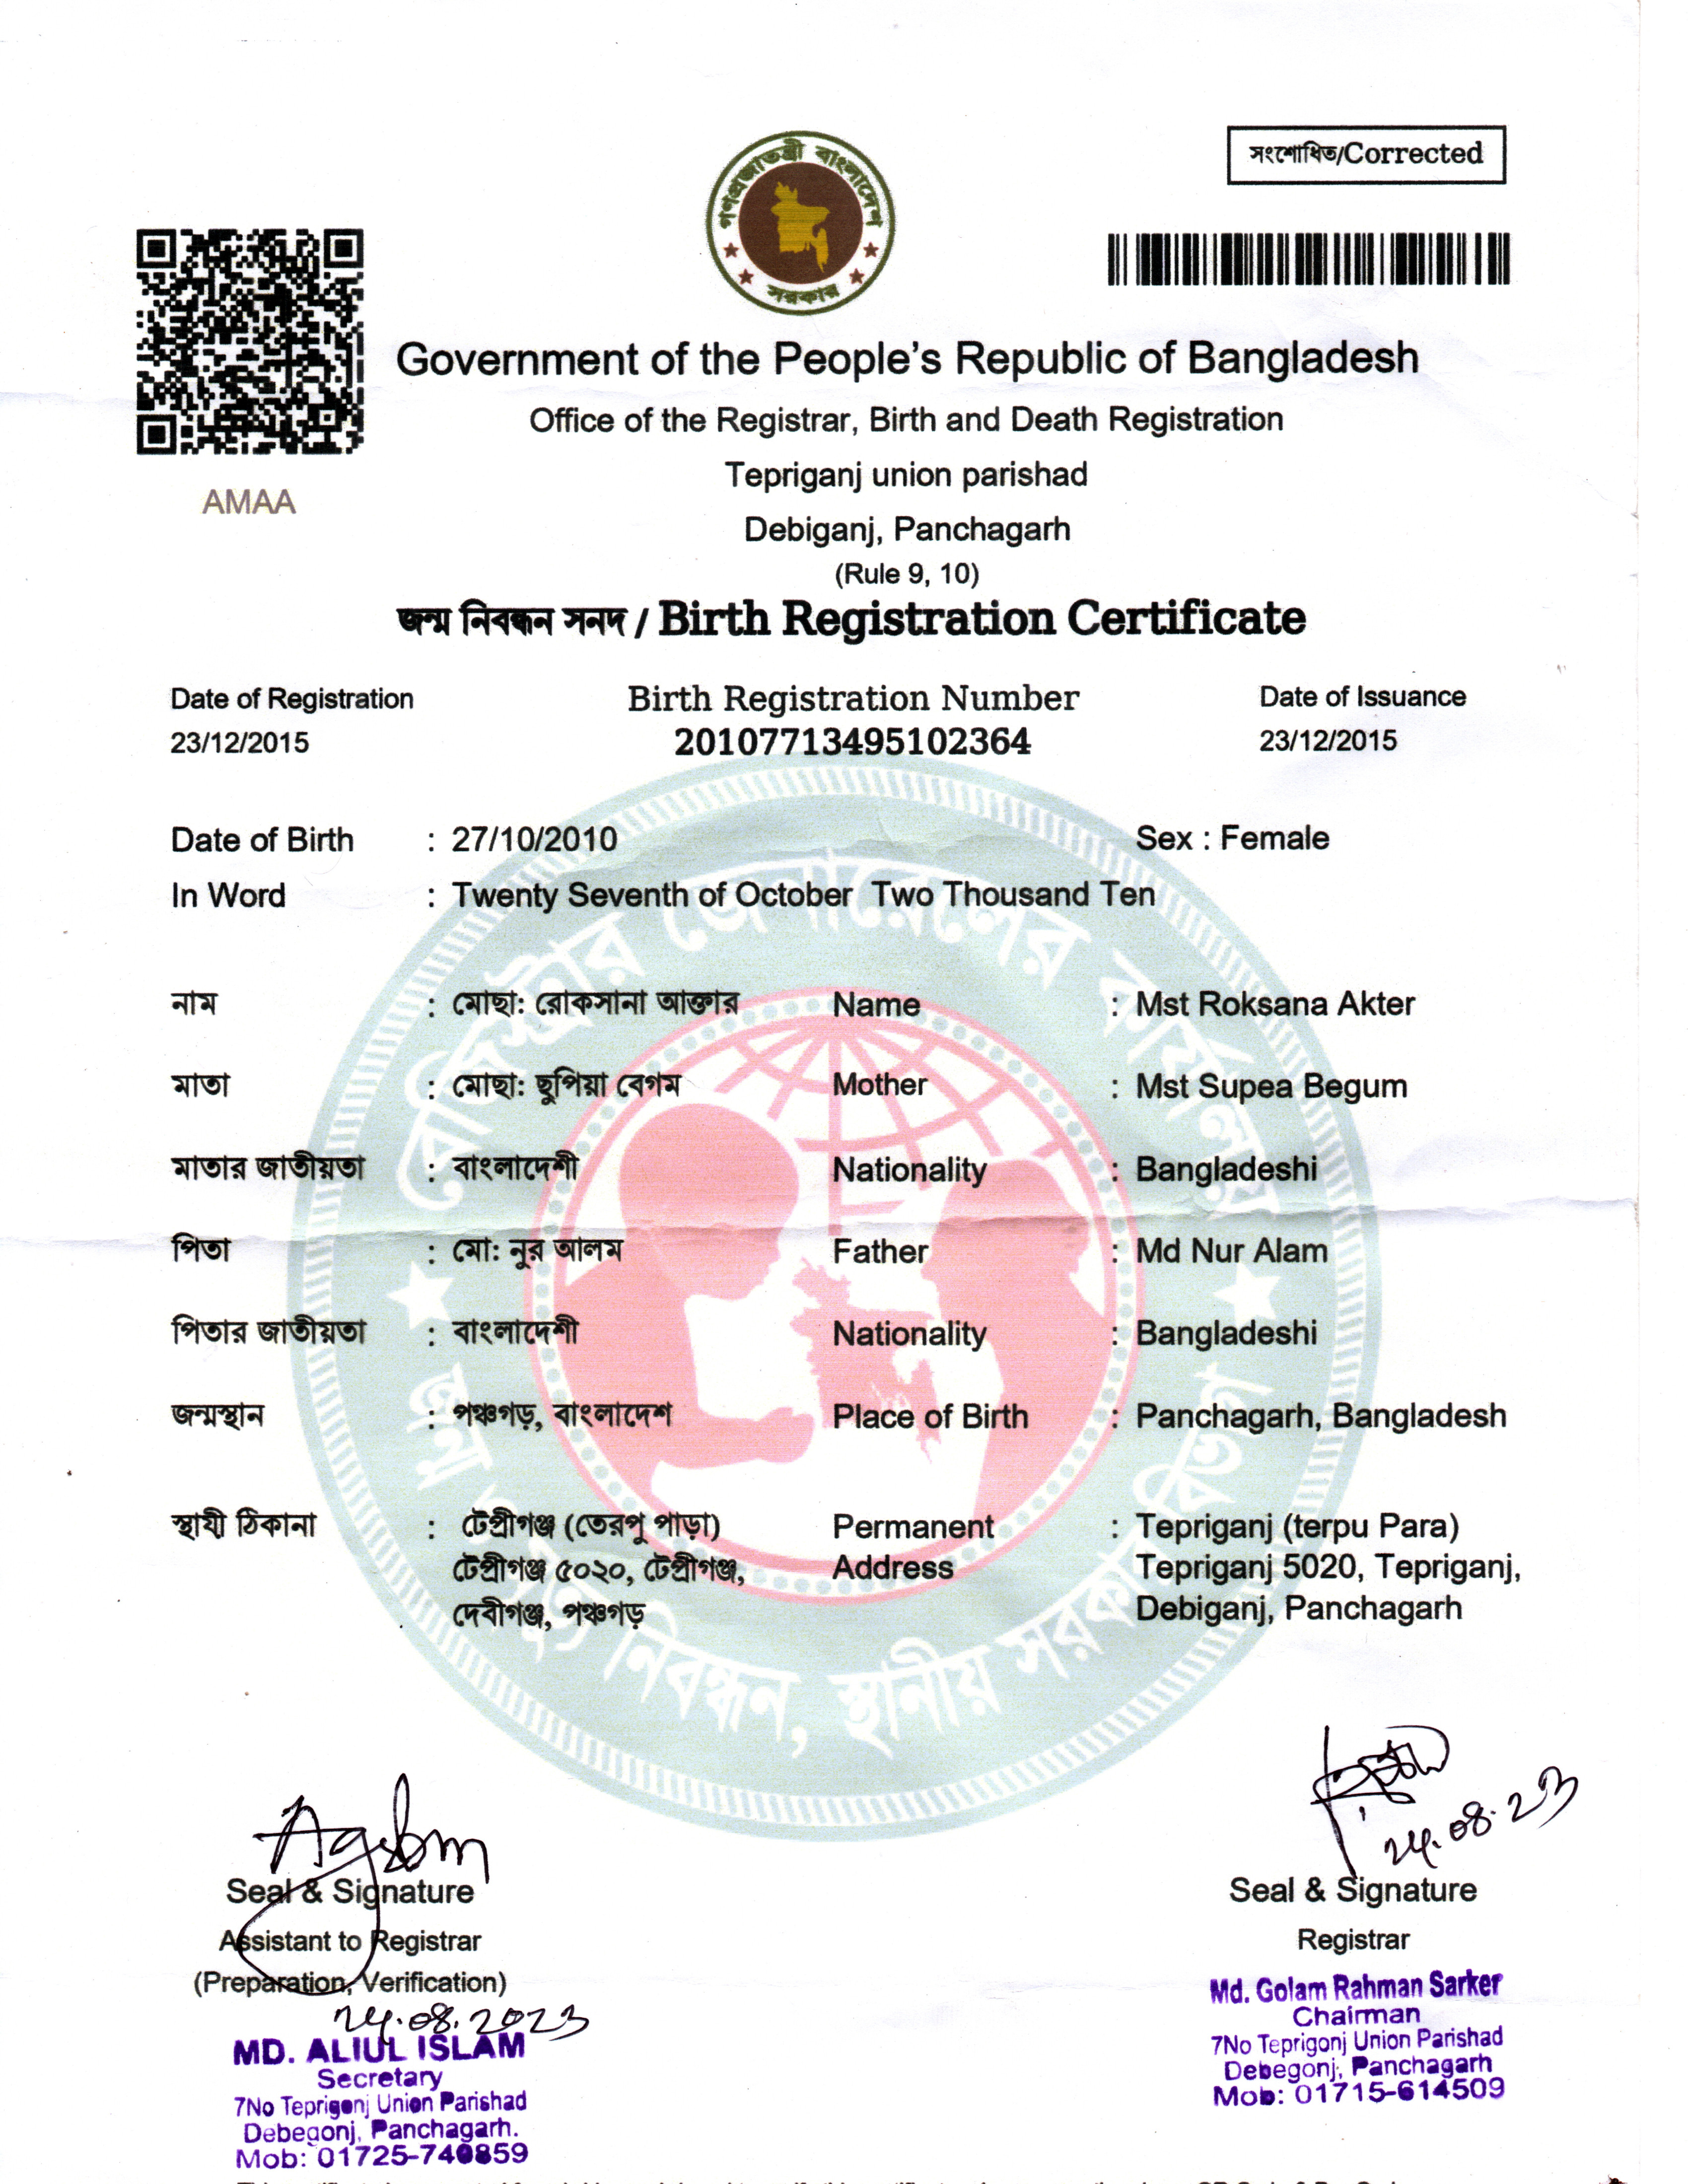 সংশোধিত/Corrected
গণপ্রজাতন্ত্রী বাংলাদেশ
সরকার
AMAA
Government of the People's Republic of Bangladesh
Office of the Registrar, Birth and Death Registration
Tepriganj union parishad
Debiganj, Panchagarh
(Rule 9, 10)
জন্ম নিবন্ধন সনদ / Birth Registration Certificate
Date of Registration Birth Registration Number Date of Issuance
23/12/2015 20107713495102364 23/12/2015
Date of Birth : 27/10/2010 Sex : Female
In Word : Twenty Seventh of October Two Thousand Ten
রেজিস্ট্রার জেনারেলের কার্যালয়
নাম : মোছা: রোকসানা আক্তার Name : Mst Roksana Akter
মাতা : মোছা: ছুপিয়া বেগম Mother : Mst Supea Begum
মাতার জাতীয়তা : বাংলাদেশী Nationality : Bangladeshi
পিতা : মো: নুর আলম Father : Md Nur Alam
পিতার জাতীয়তা : বাংলাদেশী Nationality : Bangladeshi
জন্মস্থান : পঞ্চগড়, বাংলাদেশ Place of Birth : Panchagarh, Bangladesh
স্থায়ী ঠিকানা : টেপ্রীগঞ্জ (তেরপু পাড়া) Permanent : Tepriganj (terpu Para)
টেপ্রীগঞ্জ ৫০২০, টেপ্রীগঞ্জ, Address Tepriganj 5020, Tepriganj,
দেবীগঞ্জ, পঞ্চগড় Debiganj, Panchagarh
জন্ম ও মৃত্যু নিবন্ধন, স্থানীয় সরকার বিভাগ
24.08.23
Seal & Signature Seal & Signature
Assistant to Registrar Registrar
(Preparation, Verification)
24.08.2023
MD. ALIUL ISLAM
Secretary
7No Teprigonj Union Parishad
Debegonj, Panchagarh.
Mob: 01725-740859
Md. Golam Rahman Sarker
Chairman
7No Teprigonj Union Parishad
Debegonj, Panchagarh
Mob: 01715-614509